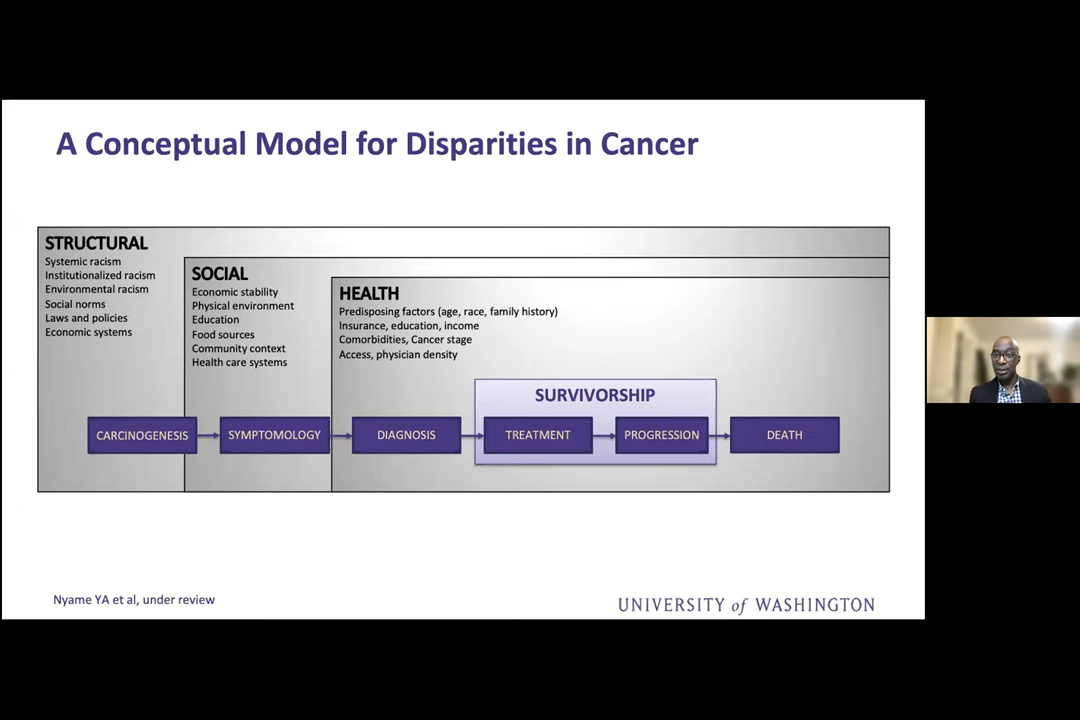 A Conceptual Model for Disparities in Cancer
STRUCTURAL
Systemic racism
Institutionalized racism
Environmental racism
Social norms
Laws and policies
Economic systems
SOCIAL
Economic stability
Physical environment
Education
Food sources
Community context
Health care systems
HEALTH
Predisposing factors (age, race, family history)
Insurance, education, income
Comorbidities, Cancer stage
Access, physician density
SURVIVORSHIP
CARCINOGENESIS
SYMPTOMOLOGY
DIAGNOSIS
TREATMENT
PROGRESSION
DEATH
Nyame YA et al, under review
UNIVERSITY of WASHINGTON